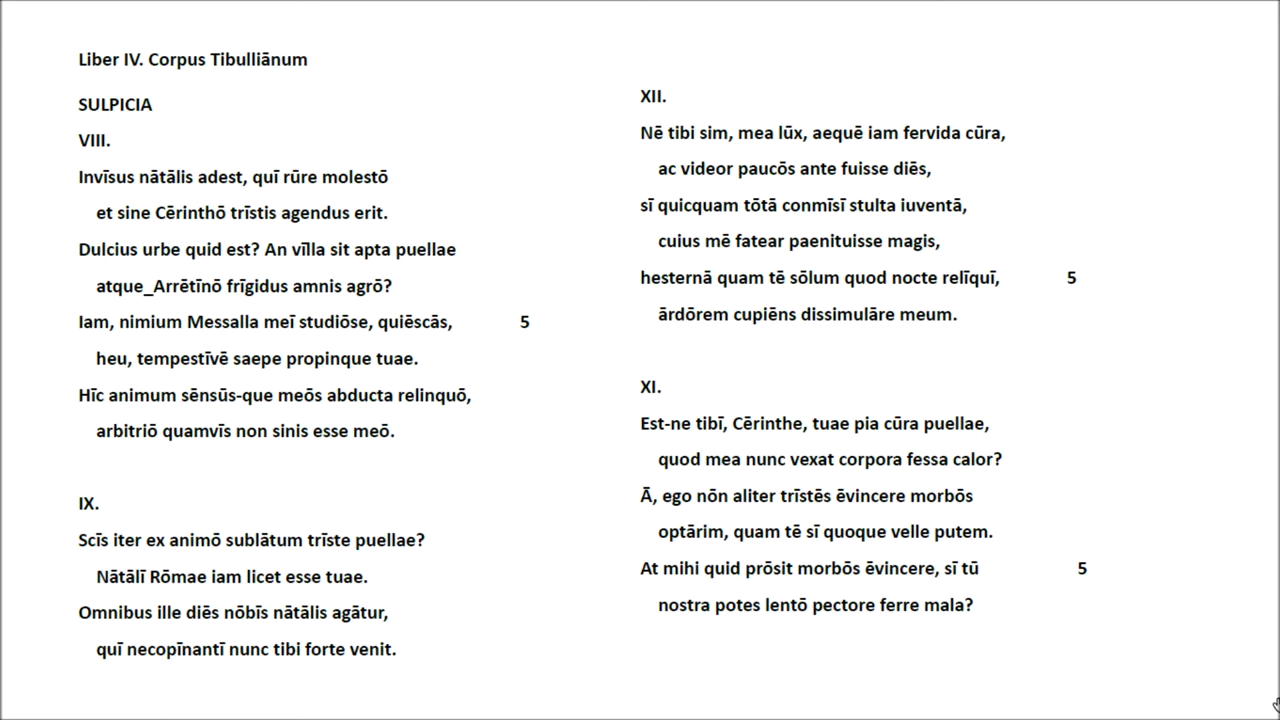 Liber IV. Corpus Tibulliānum
SULPICIA
VIII.
Invīsus nātālis adest, quī rūre molestō
et sine Cērinthō trīstis agendus erit.
Dulcius urbe quid est? An vīlla sit apta puellae
atque_Arrētīnō frīgidus amnis agrō?
Iam, nimium Messalla meī studiōse, quiēscās, 5
heu, tempestīvē saepe propinque tuae.
Hīc animum sēnsūs-que meōs abducta relinquō,
arbitriō quamvīs non sinis esse meō.
IX.
Scīs iter ex animō sublātum trīste puellae?
Nātālī Rōmae iam licet esse tuae.
Omnibus ille diēs nōbīs nātālis agātur,
quī necopīnantī nunc tibi forte venit.
XII.
Nē tibi sim, mea lūx, aequē iam fervida cūra,
ac videor paucōs ante fuisse diēs,
sī quicquam tōtā conmīsī stulta iuventā,
cuius mē fatear paenituisse magis,
hesternā quam tē sōlum quod nocte relīquī, 5
ārdōrem cupiēns dissimulāre meum.
XI.
Est-ne tibī, Cērinthe, tuae pia cūra puellae,
quod mea nunc vexat corpora fessa calor?
Ā, ego nōn aliter trīstēs ēvincere morbōs
optārim, quam tē sī quoque velle putem.
At mihi quid prōsit morbōs ēvincere, sī tū 5
nostra potes lentō pectore ferre mala?